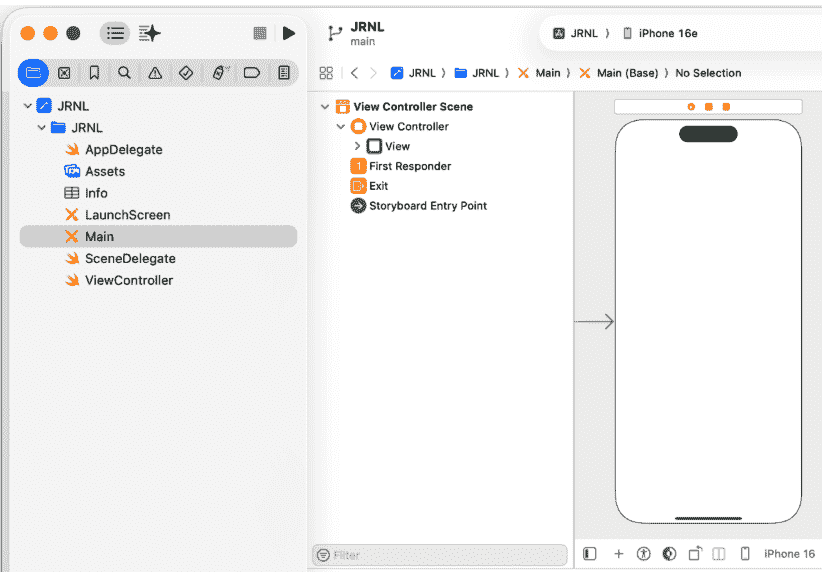 JRNL
main
JRNL
iPhone 16e
JRNL
JRNL
Main
Main (Base)
No Selection
JRNL
JRNL
AppDelegate
Assets
Info
LaunchScreen
Main
SceneDelegate
ViewController
View Controller Scene
View Controller
View
First Responder
Exit
Storyboard Entry Point
Filter
iPhone 16